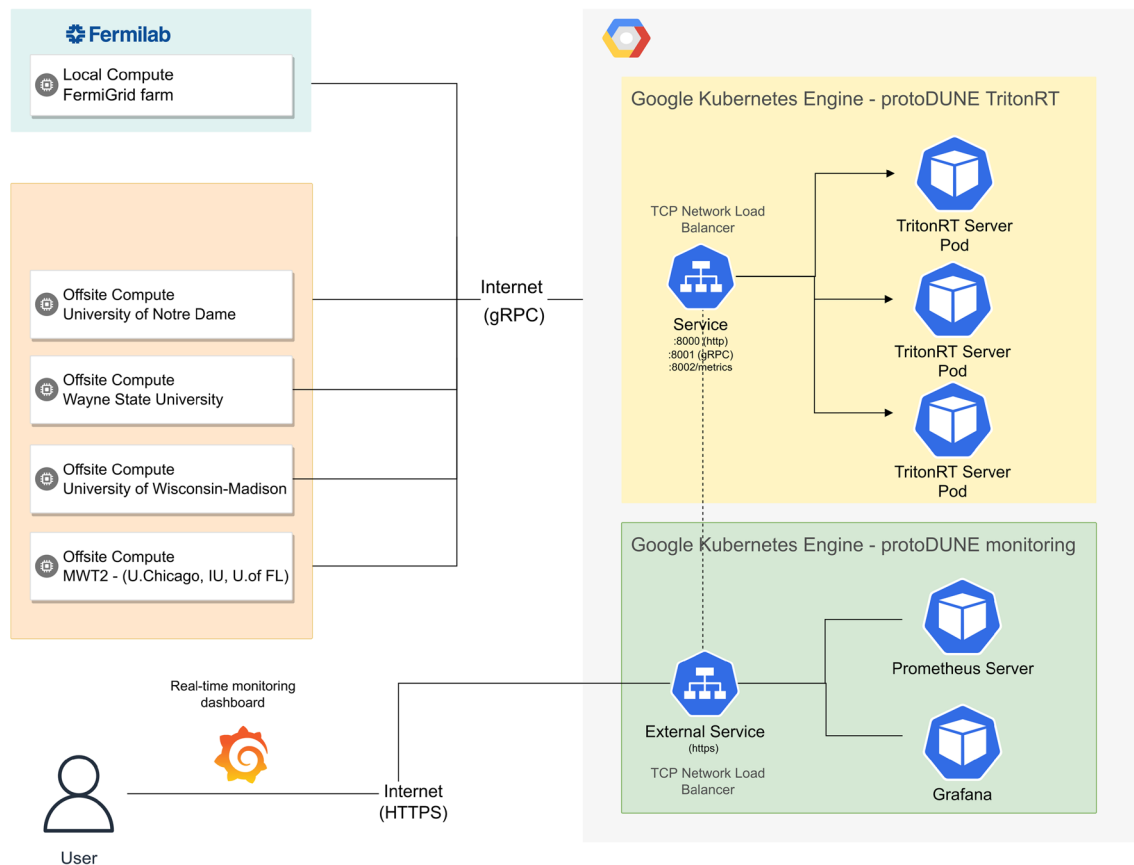 Fermilab
Local Compute
FermiGrid farm
Offsite Compute
University of Notre Dame
Offsite Compute
Wayne State University
Offsite Compute
University of Wisconsin-Madison
Offsite Compute
MWT2 - (U.Chicago, IU, U.of FL)
Internet
(gRPC)
Google Kubernetes Engine - protoDUNE TritonRT
TCP Network Load
Balancer
Service
:8000 (http)
:8001 (gRPC)
:8002/metrics
TritonRT Server
Pod
TritonRT Server
Pod
TritonRT Server
Pod
Google Kubernetes Engine - protoDUNE monitoring
External Service
(https)
TCP Network Load
Balancer
Prometheus Server
Grafana
Real-time monitoring
dashboard
Internet
(HTTPS)
User